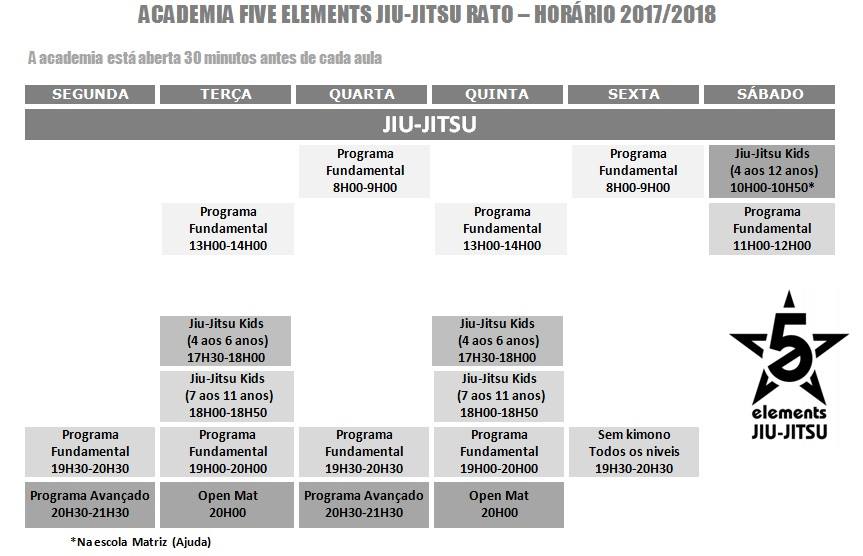 ACADEMIA FIVE ELEMENTS JIU-JITSU RATO – HORÁRIO 2017/2018
A academia está aberta 30 minutos antes de cada aula
SEGUNDA TERÇA QUARTA QUINTA SEXTA SÁBADO
JIU-JITSU
Programa Programa Jiu-Jitsu Kids
Fundamental Fundamental (4 aos 12 anos)
8H00-9H00 8H00-9H00 10H00-10H50*
Programa Programa Programa
Fundamental Fundamental Fundamental
13H00-14H00 13H00-14H00 11H00-12H00
Jiu-Jitsu Kids Jiu-Jitsu Kids
(4 aos 6 anos) (4 aos 6 anos)
17H30-18H00 17H30-18H00
Jiu-Jitsu Kids Jiu-Jitsu Kids
(7 aos 11 anos) (7 aos 11 anos)
18H00-18H50 18H00-18H50
5
elements
JIU-JITSU
Programa Programa Programa Programa Sem kimono
Fundamental Fundamental Fundamental Fundamental Todos os niveis
19H30-20H30 19H00-20H00 19H30-20H30 19H00-20H00 19H30-20H30
Programa Avançado Open Mat Programa Avançado Open Mat
20H30-21H30 20H00 20H30-21H30 20H00
*Na escola Matriz (Ajuda)